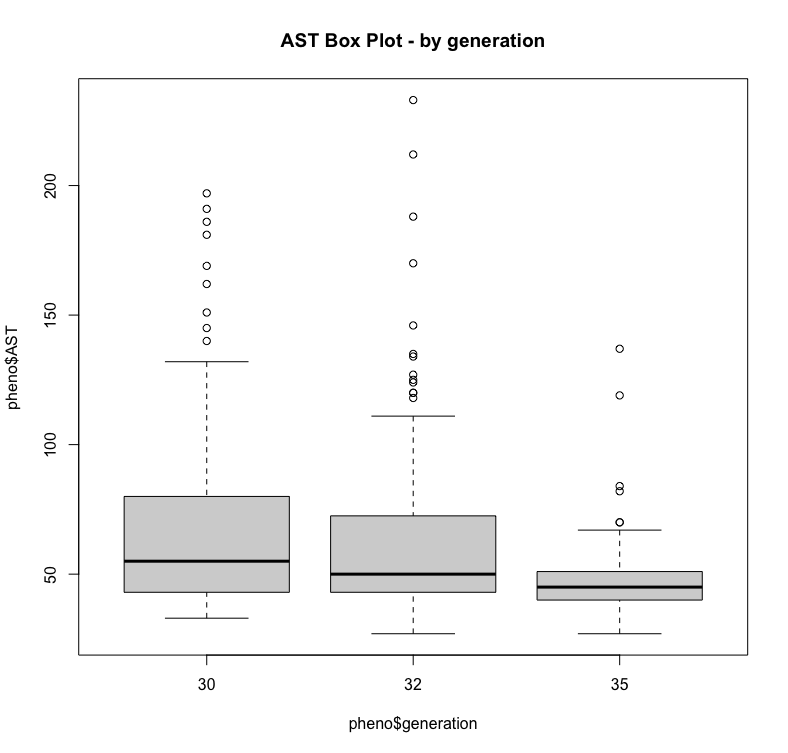 AST Box Plot - by generation
pheno$AST
200
150
100
50
30 32 35
pheno$generation